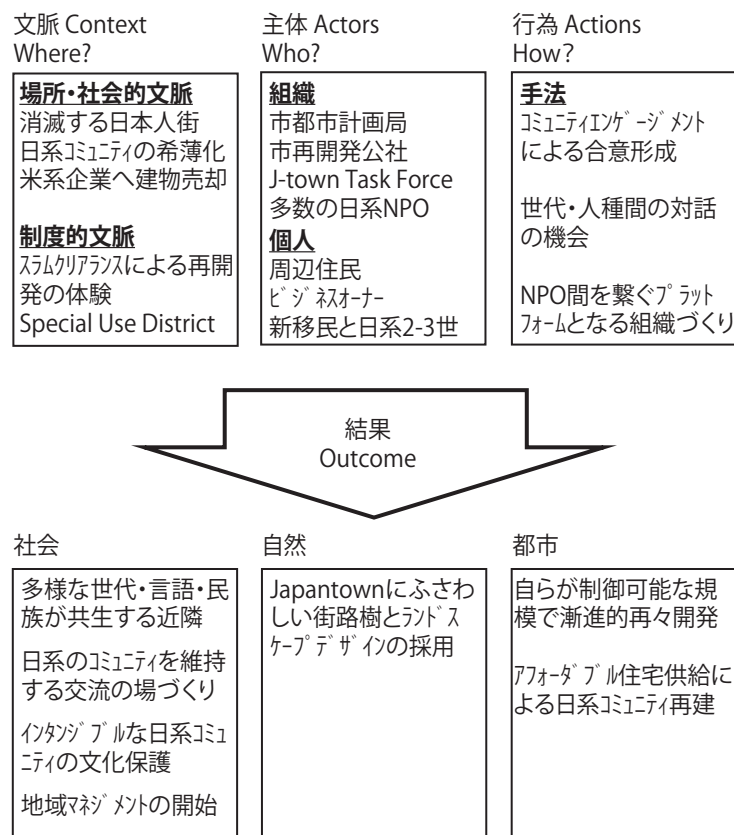 文脈 Context
Where?
場所・社会的文脈
消滅する日本人街
日系ｺﾐｭﾆﾃｨの希薄化
米系企業へ建物売却
制度的文脈
ｽﾗﾑｸﾘｱﾗﾝｽによる再開
発の体験
Special Use District
主体 Actors
Who?
組織
市都市計画局
市再開発公社
J-town Task Force
多数の日系NPO
個人
周辺住民
ﾋﾞｼﾞﾈｽｵｰﾅｰ
新移民と日系2-3世
行為 Actions
How?
手法
ｺﾐｭﾆﾃｨｴﾝｹﾞｰｼﾞﾒﾝﾄ
による合意形成
世代・人種間の対話
の機会
NPO間を繋ぐﾌﾟﾗｯﾄ
ﾌｫｰﾑとなる組織づくり
結果
Outcome
社会
多様な世代・言語・民
族が共生する近隣
日系のｺﾐｭﾆﾃｨを維持
する交流の場づくり
ｲﾝﾀﾝｼﾞﾌﾞﾙな日系ｺﾐｭ
ﾆﾃｨの文化保護
地域ﾏﾈｼﾞﾒﾝﾄの開始
自然
Japantownにふさわ
しい街路樹とﾗﾝﾄﾞｽ
ｹｰﾌﾟﾃﾞｻﾞｲﾝの採用
都市
自らが制御可能な規
模で漸進的再々開発
ｱﾌｫｰﾀﾞﾌﾞﾙ住宅供給に
よる日系ｺﾐｭﾆﾃｨ再建